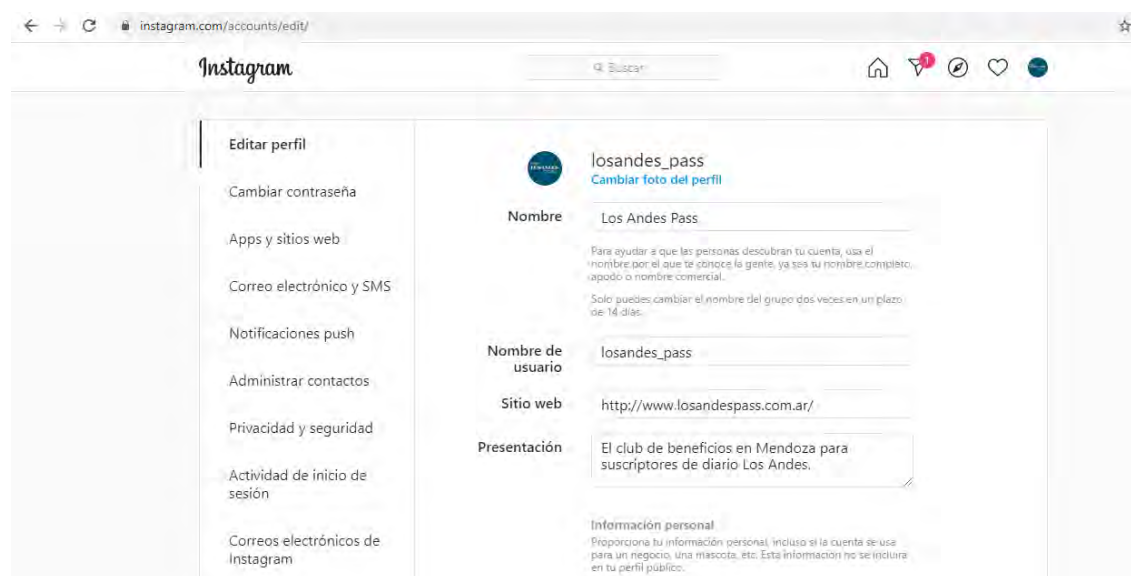 instagram.com/accounts/edit/
Instagram
Buscar
1
Editar perfil
Cambiar contraseña
Apps y sitios web
Correo electrónico y SMS
Notificaciones push
Administrar contactos
Privacidad y seguridad
Actividad de inicio de
sesión
Correos electrónicos de
Instagram
losandes_pass
Cambiar foto del perfil
Nombre
Los Andes Pass
Para ayudar a que las personas descubran tu cuenta, usa el
nombre por el que te conoce la gente, ya sea tu nombre completo,
apodo o nombre comercial.
Solo puedes cambiar el nombre del grupo dos veces en un plazo
de 14 días.
Nombre de
usuario
losandes_pass
Sitio web
http://www.losandespass.com.ar/
Presentación
El club de beneficios en Mendoza para
suscriptores de diario Los Andes.
Información personal
Proporciona tu información personal, incluso si la cuenta se usa
para un negocio, una mascota, etc. Esta información no se incluirá
en tu perfil público.